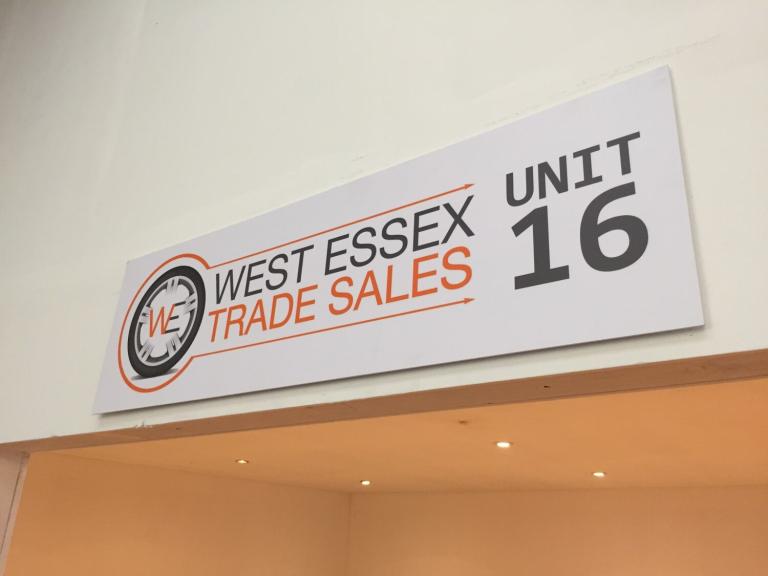 WE
WEST ESSEX
TRADE SALES
UNIT
16